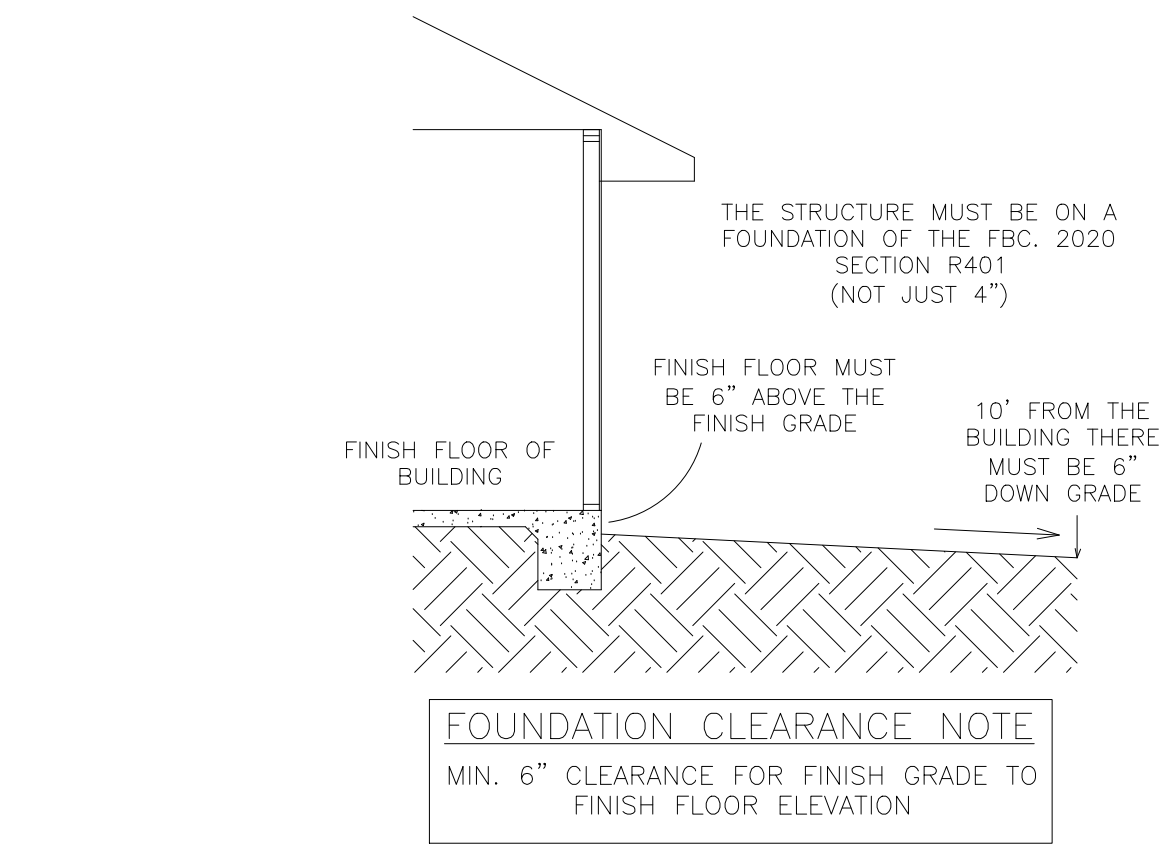 THE STRUCTURE MUST BE ON A
FOUNDATION OF THE FBC. 2020
SECTION R401
(NOT JUST 4")
FINISH FLOOR MUST
BE 6" ABOVE THE
FINISH GRADE
10' FROM THE
BUILDING THERE
MUST BE 6"
DOWN GRADE
FINISH FLOOR OF
BUILDING
FOUNDATION CLEARANCE NOTE
MIN. 6" CLEARANCE FOR FINISH GRADE TO
FINISH FLOOR ELEVATION